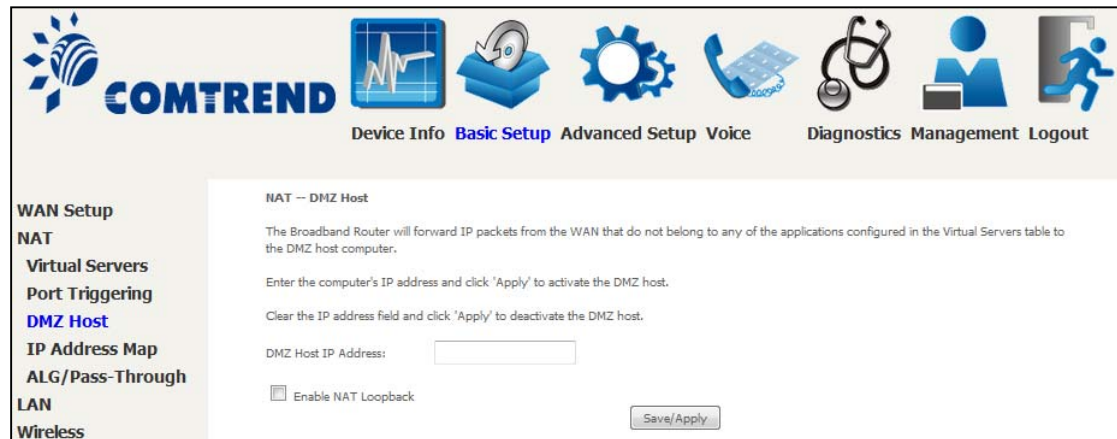 COMTREND
Device Info Basic Setup Advanced Setup Voice Diagnostics Management Logout
WAN Setup
NAT
Virtual Servers
Port Triggering
DMZ Host
IP Address Map
ALG/Pass-Through
LAN
Wireless
NAT -- DMZ Host
The Broadband Router will forward IP packets from the WAN that do not belong to any of the applications configured in the Virtual Servers table to
the DMZ host computer.
Enter the computer's IP address and click 'Apply' to activate the DMZ host.
Clear the IP address field and click 'Apply' to deactivate the DMZ host.
DMZ Host IP Address:
Enable NAT Loopback
Save/Apply